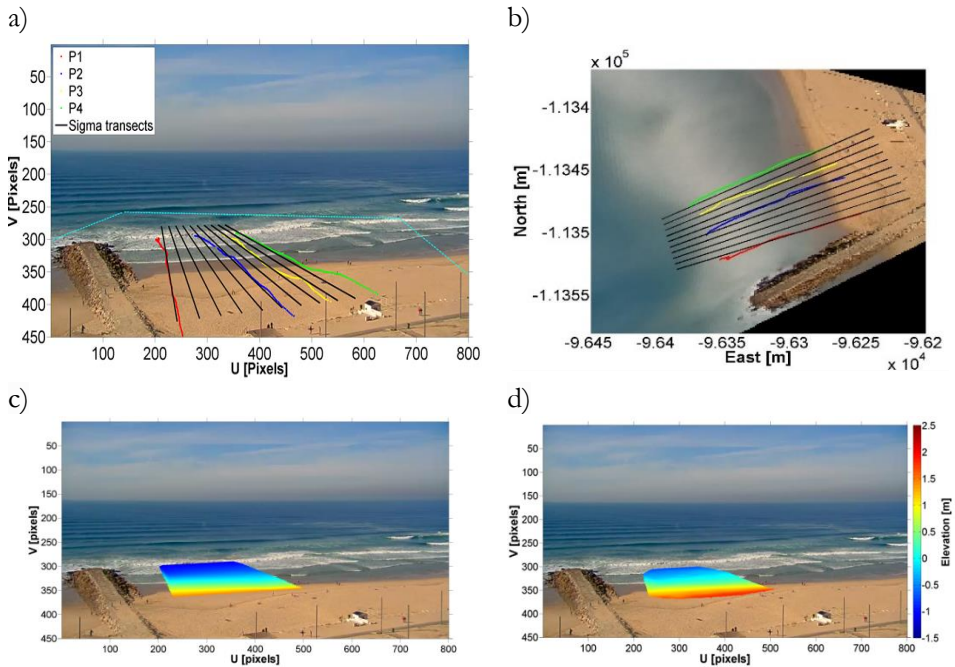 a)
0
50
100
150
200
250
300
350
400
450
V [Pixels]
P1
P2
P3
P4
Sigma transects
100 200 300 400 500 600 700 800
U [Pixels]
b)
x 10⁵
-1.134
-1.1345
-1.135
-1.1355
North [m]
-9.645 -9.64 -9.635 -9.63 -9.625 -9.62
East [m]
x 10⁴
c)
50
100
150
200
250
300
350
400
450
V [pixels]
100 200 300 400 500 600 700 800
U [pixels]
d)
50
100
150
200
250
300
350
400
450
V [pixels]
100 200 300 400 500 600 700 800
U [pixels]
2.5
2
1.5
1
0.5
0
-0.5
-1
-1.5
Elevation [m]